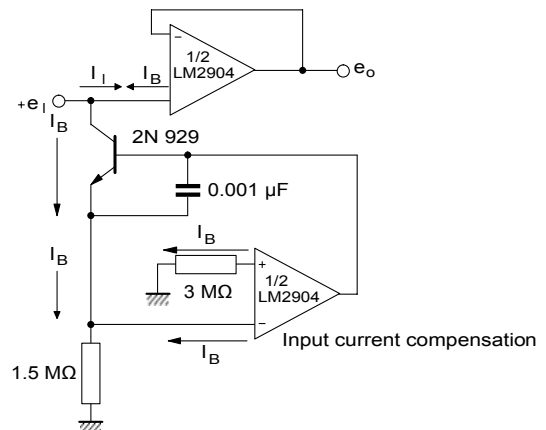 −
1/2
LM2904
I I
I B
+e I
e o
I B
2N 929
0.001 µF
I B
I B
+
3 MΩ
1/2
LM2904
−
I B
Input current compensation
1.5 MΩ